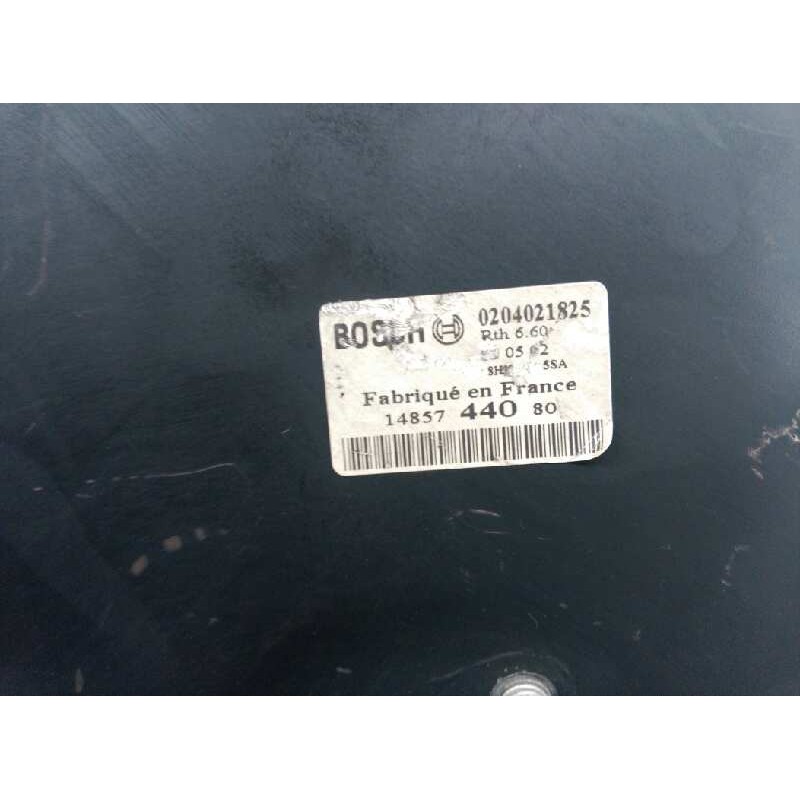 BOSCH 0204021825
Rth 6.60
Fabriqué en France
14857 440 80